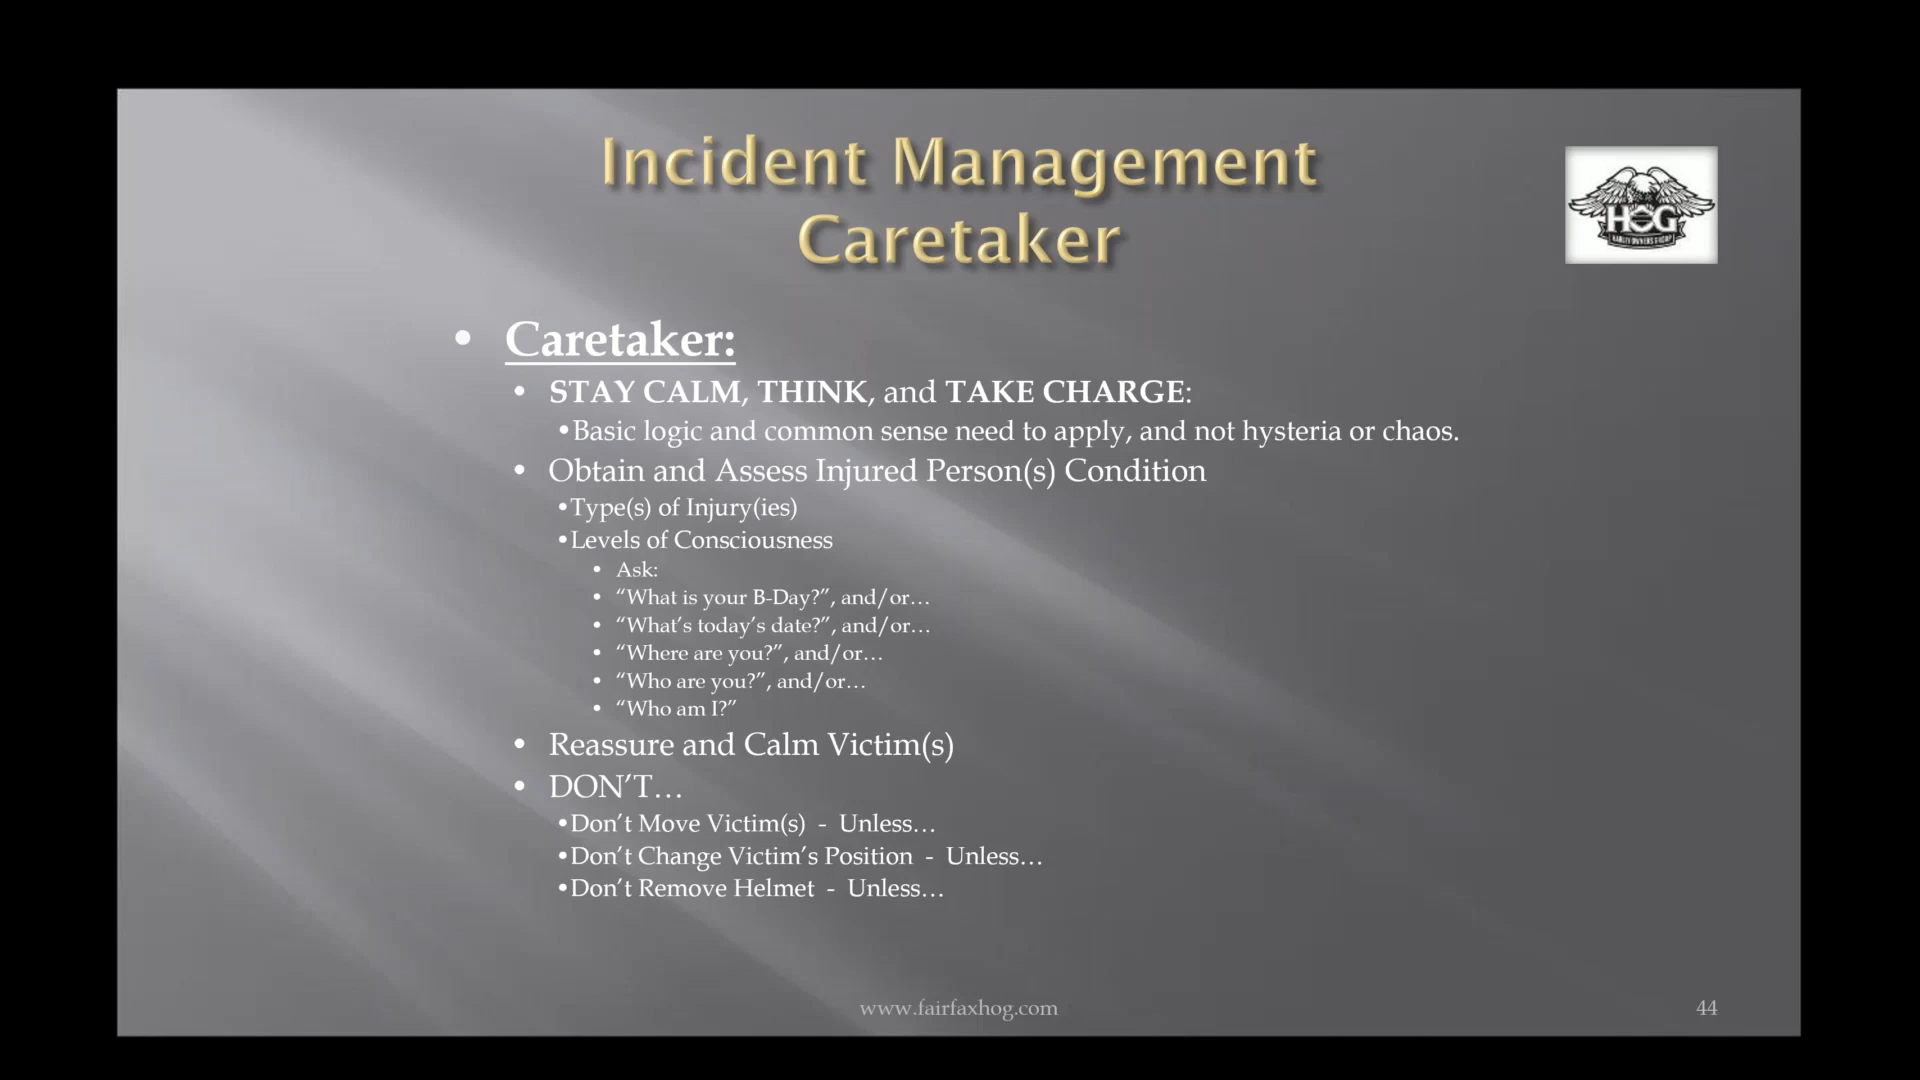 Incident Management
Caretaker
HOG
HARLEY OWNERS GROUP
• Caretaker:
• STAY CALM, THINK, and TAKE CHARGE:
•Basic logic and common sense need to apply, and not hysteria or chaos.
• Obtain and Assess Injured Person(s) Condition
•Type(s) of Injury(ies)
•Levels of Consciousness
• Ask:
• “What is your B-Day?”, and/or…
• “What’s today’s date?”, and/or…
• “Where are you?”, and/or…
• “Who are you?”, and/or…
• “Who am I?”
• Reassure and Calm Victim(s)
• DON’T…
•Don’t Move Victim(s) - Unless…
•Don’t Change Victim’s Position - Unless…
•Don’t Remove Helmet - Unless…
www.fairfaxhog.com
44